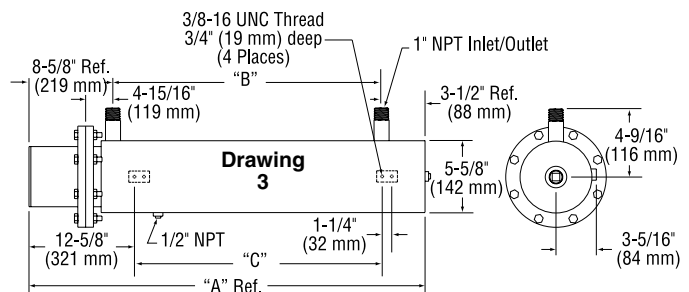 3/8-16 UNC Thread
3/4" (19 mm) deep
(4 Places)
1" NPT Inlet/Outlet
8-5/8" Ref.
(219 mm)
"B"
4-15/16"
(119 mm)
3-1/2" Ref.
(88 mm)
4-9/16"
(116 mm)
Drawing
3
5-5/8"
(142 mm)
12-5/8"
(321 mm)
1/2" NPT
1-1/4"
(32 mm)
3-5/16"
(84 mm)
"C"
"A" Ref.